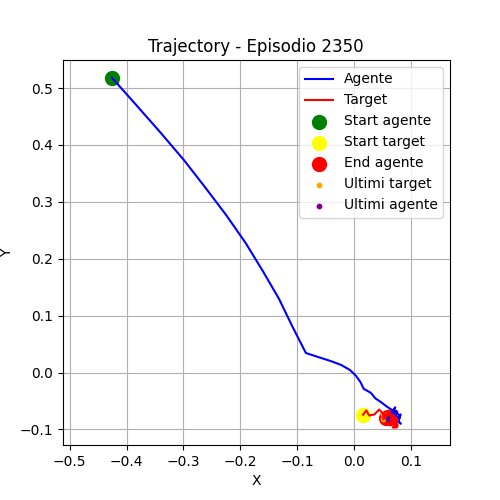 Trajectory - Episodio 2350
Agente
Target
Start agente
Start target
End agente
Ultimi target
Ultimi agente
Y
0.5
0.4
0.3
0.2
0.1
0.0
−0.1
−0.5
−0.4
−0.3
−0.2
−0.1
0.0
0.1
X